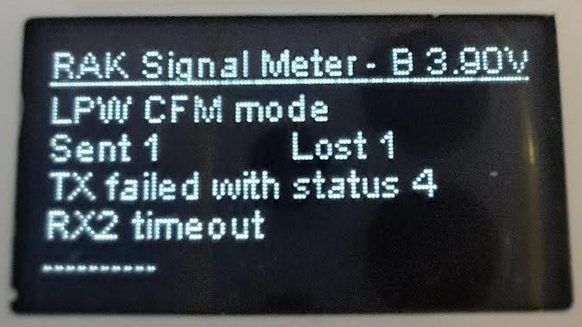 RAK Signal Meter - B 3.90V
LPW CFM mode
Sent 1 Lost 1
TX failed with status 4
RX2 timeout
----------